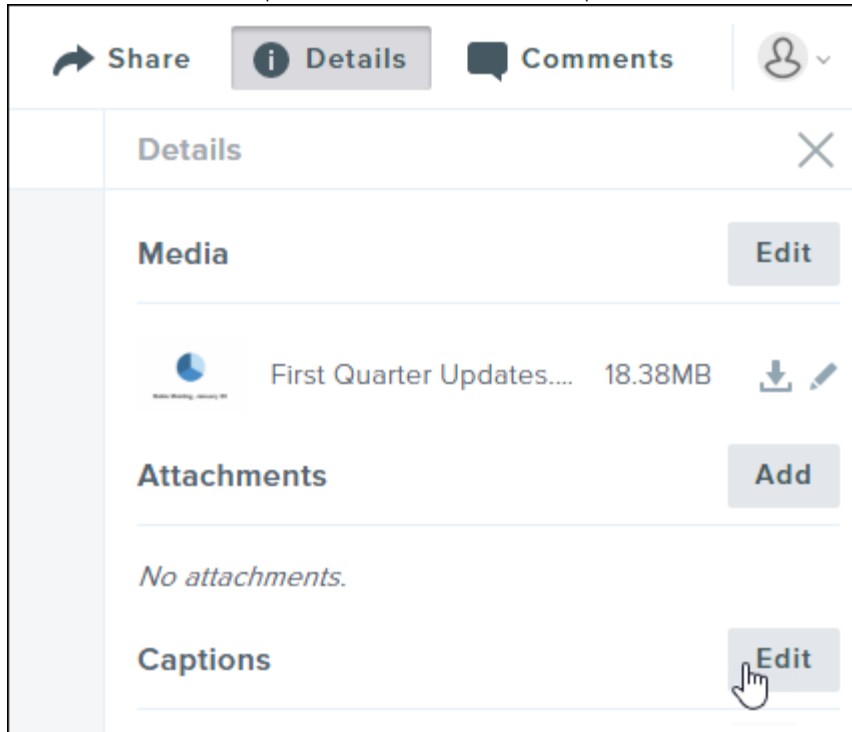 Share Details Comments
Details
Media Edit
First Quarter Updates.... 18.38MB
Attachments Add
No attachments.
Captions Edit